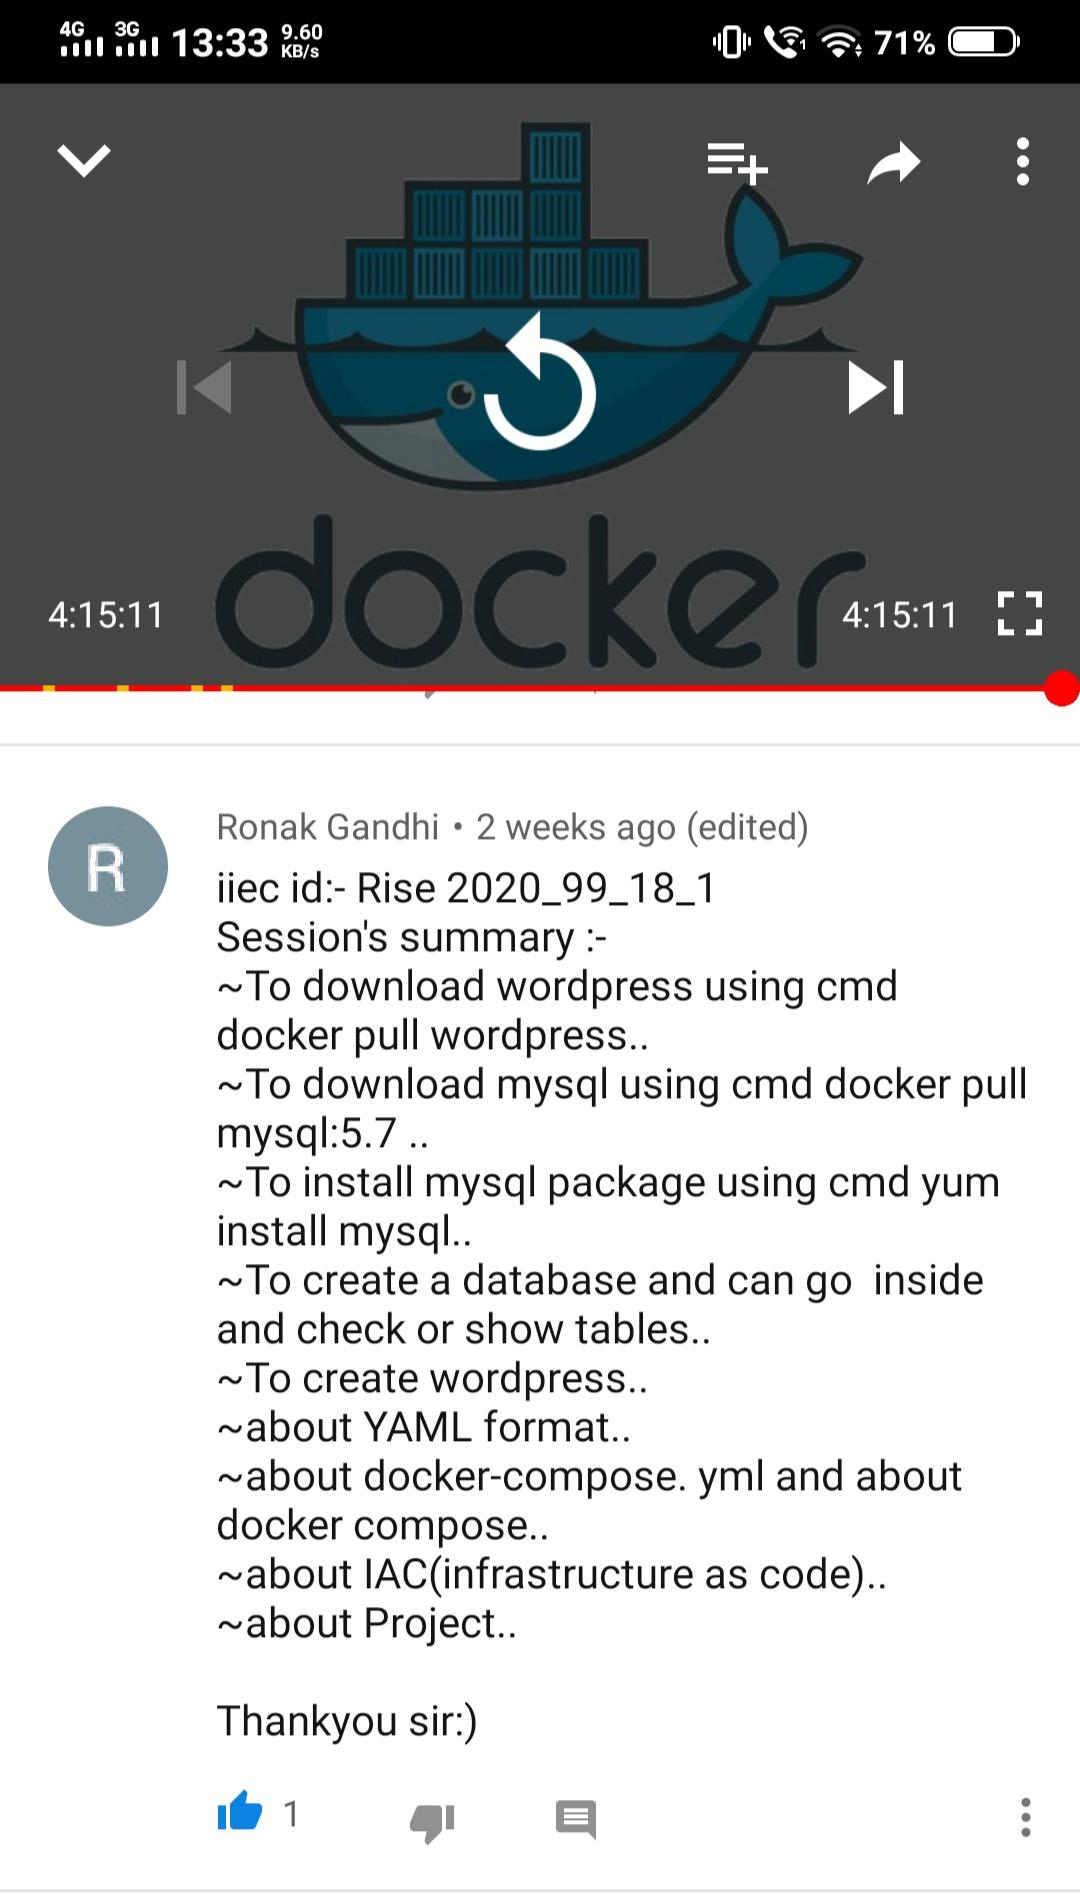 4G 3G 13:33 9.60 KB/s 71%
docker
4:15:11 4:15:11
R
Ronak Gandhi • 2 weeks ago (edited)
iiec id:- Rise 2020_99_18_1
Session's summary :-
~To download wordpress using cmd
docker pull wordpress..
~To download mysql using cmd docker pull
mysql:5.7 ..
~To install mysql package using cmd yum
install mysql..
~To create a database and can go  inside
and check or show tables..
~To create wordpress..
~about YAML format..
~about docker-compose. yml and about
docker compose..
~about IAC(infrastructure as code)..
~about Project..
Thankyou sir:)
1